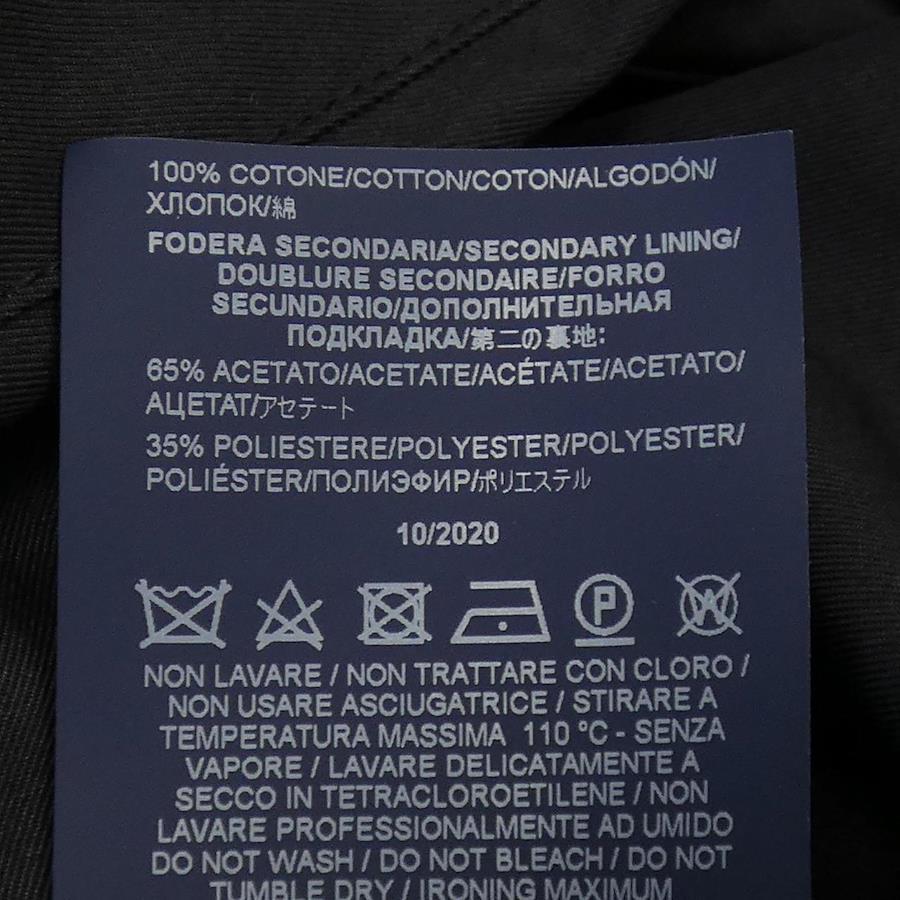 100% COTONE/COTTON/COTON/ALGODÓN/
ХЛОПОК/綿
FODERA SECONDARIA/SECONDARY LINING/
DOUBLURE SECONDAIRE/FORRO
SECUNDARIO/ДОПОЛНИТЕЛЬНАЯ
ПОДКЛАДКА/第二の裏地:
65% ACETATO/ACETATE/ACÉTATE/ACETATO/
АЦЕТАТ/アセテート
35% POLIESTERE/POLYESTER/POLYESTER/
POLIÉSTER/ПОЛИЭФИР/ポリエステル
10/2020
P W
NON LAVARE / NON TRATTARE CON CLORO /
NON USARE ASCIUGATRICE / STIRARE A
TEMPERATURA MASSIMA 110 °C - SENZA
VAPORE / LAVARE DELICATAMENTE A
SECCO IN TETRACLOROETILENE / NON
LAVARE PROFESSIONALMENTE AD UMIDO
DO NOT WASH / DO NOT BLEACH / DO NOT
TUMBLE DRY / IRONING MAXIMUM